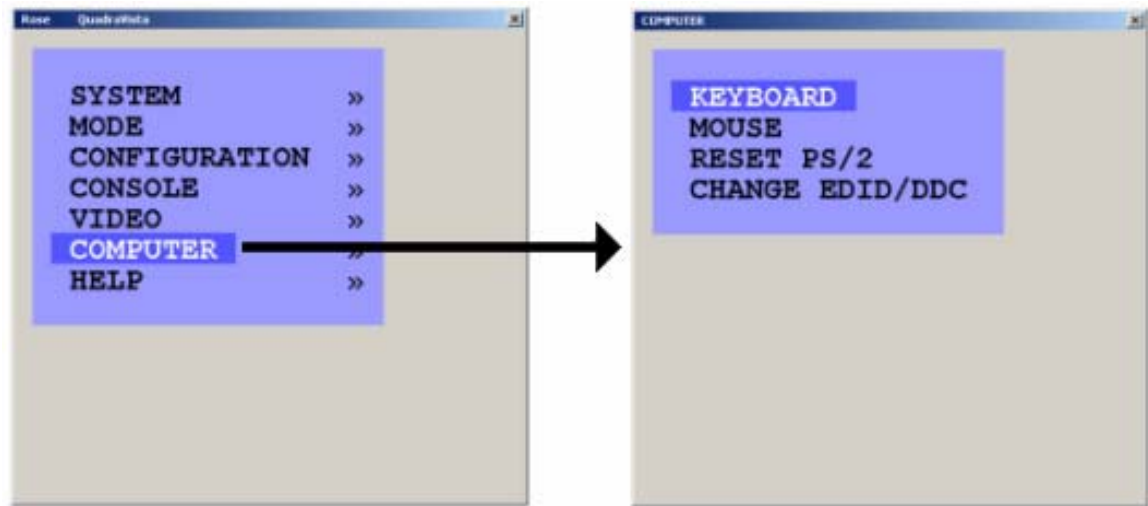 Rose QuadraVista
SYSTEM »
MODE »
CONFIGURATION »
CONSOLE »
VIDEO »
COMPUTER »
HELP »
COMPUTER
KEYBOARD
MOUSE
RESET PS/2
CHANGE EDID/DDC